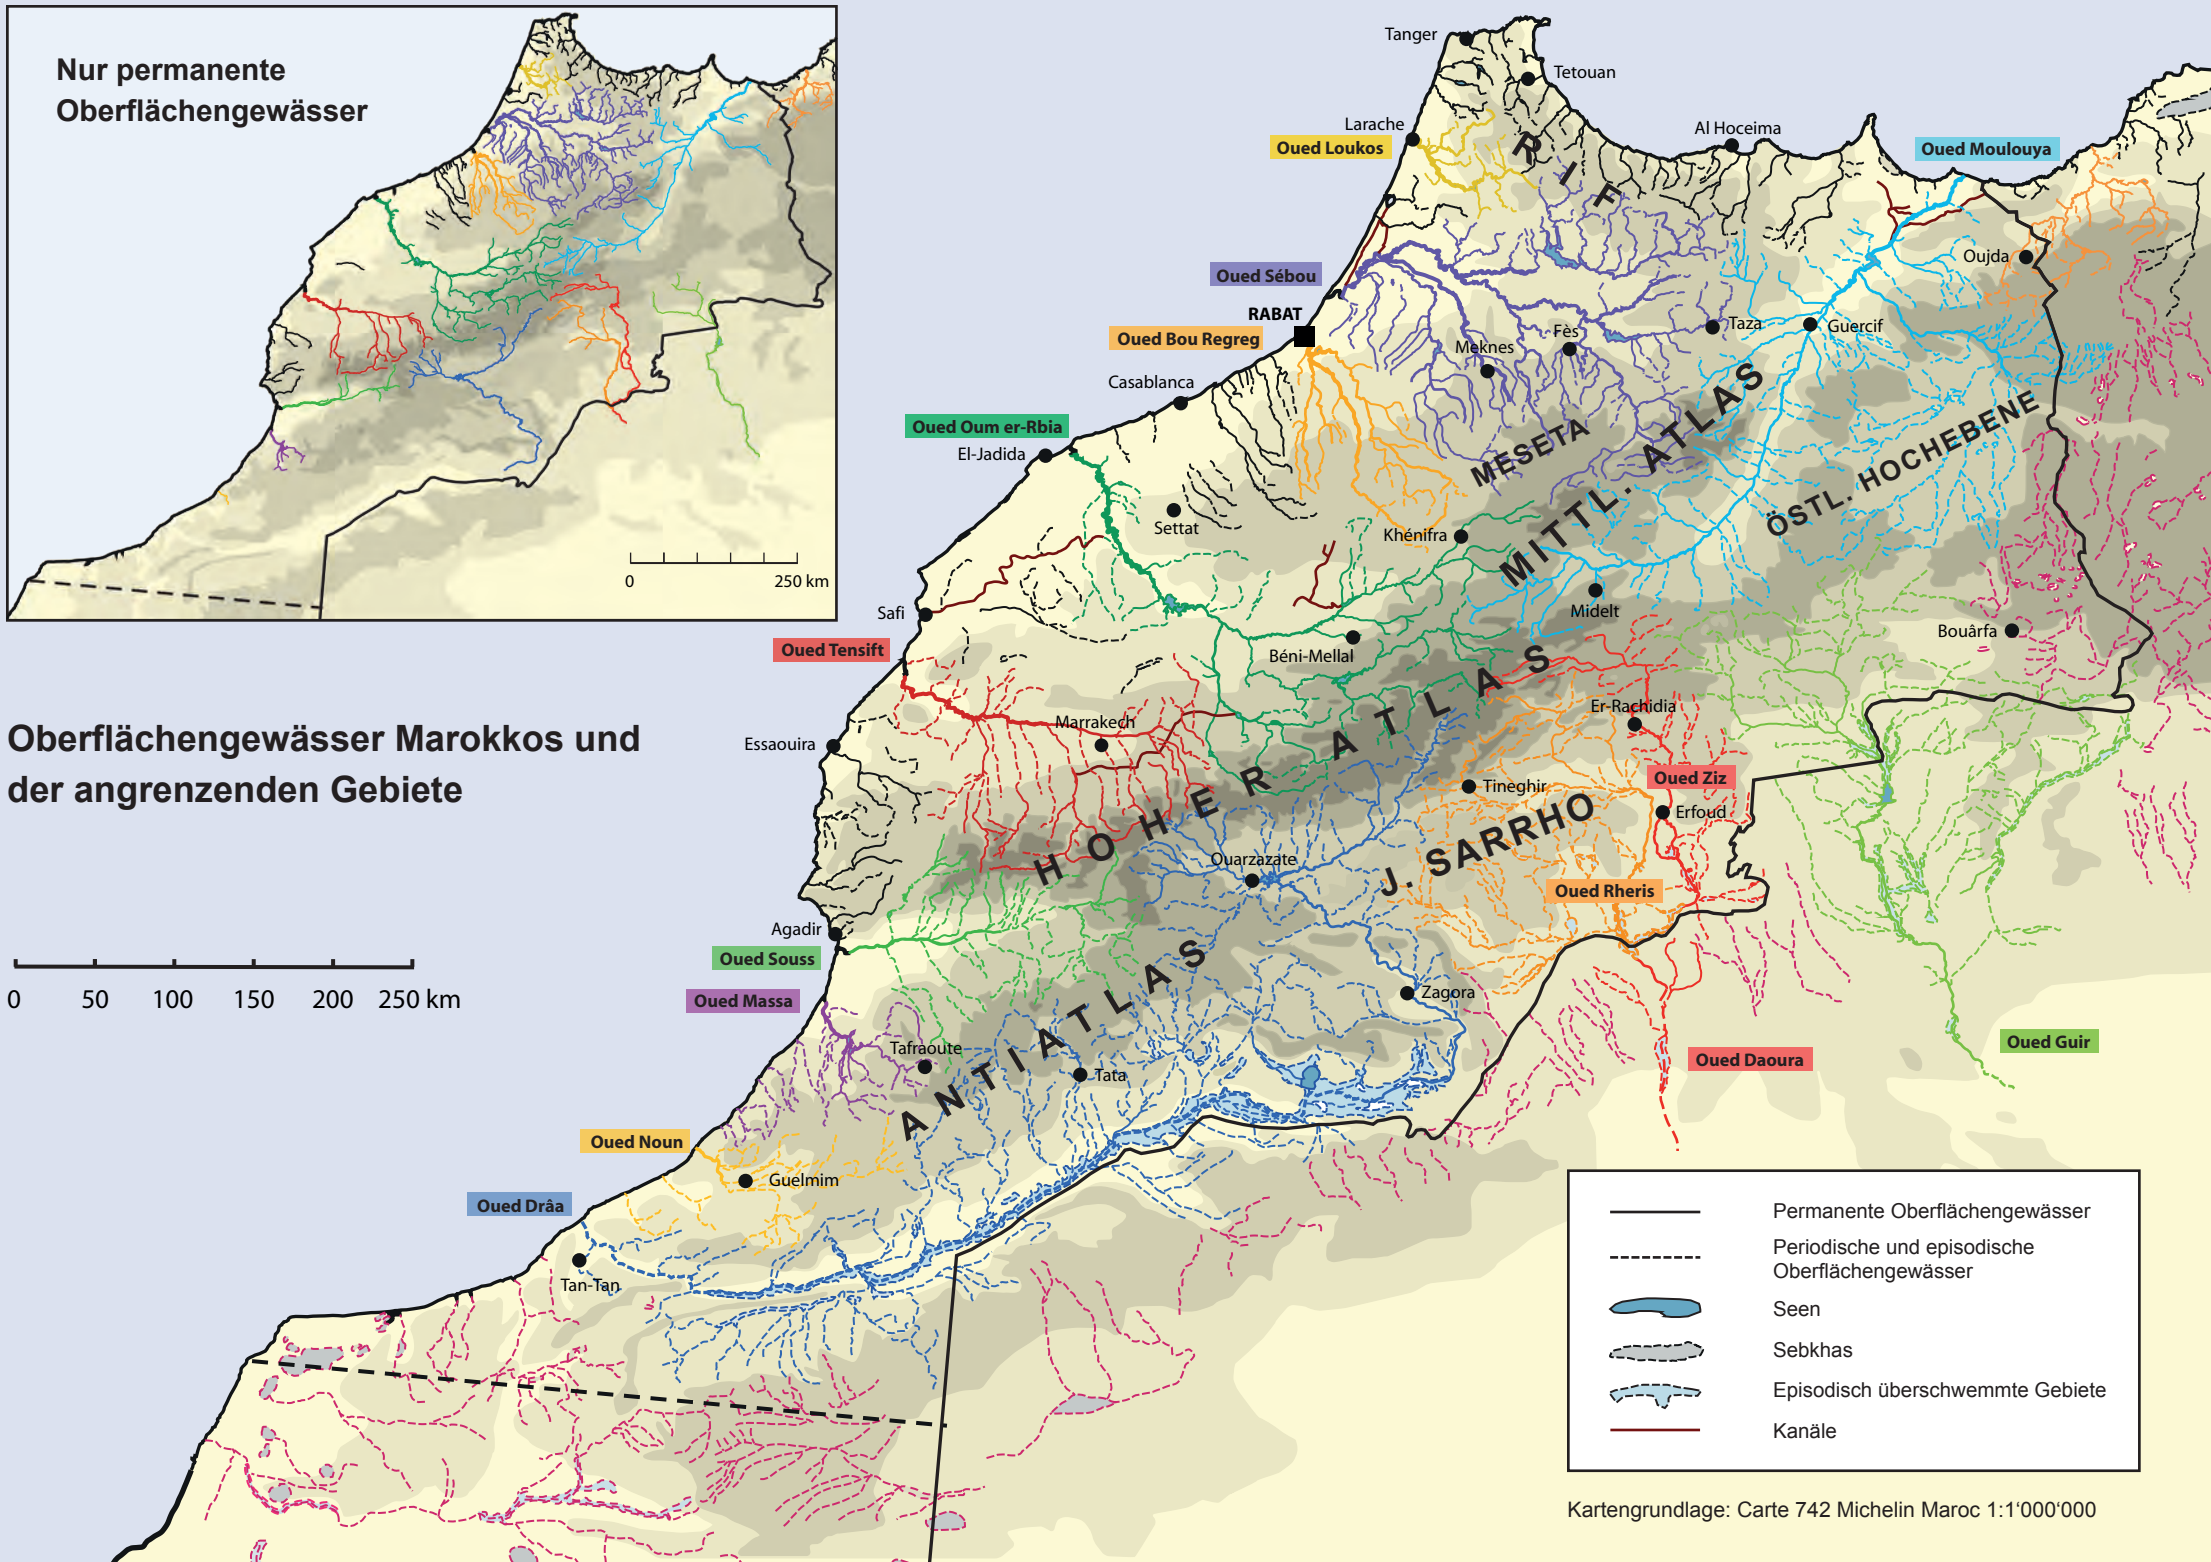 Nur permanente
Oberflächengewässer
0
250 km
Oberflächengewässer Marokkos und
der angrenzenden Gebiete
0 50 100 150 200 250 km
Tanger
Tetouan
Larache
Oued Loukos
Al Hoceima
Oued Moulouya
RIF
Oujda
Oued Sébou
RABAT
Oued Bou Regreg
Taza
Guercif
Fès
Meknes
Casablanca
Oued Oum er-Rbia
El-Jadida
MESETA
MITTL. ATLAS
ÖSTL. HOCHEBENE
Settat
Khénifra
Safi
Midelt
Bouârfa
Oued Tensift
Béni-Mellal
HOHER ATLAS
Marrakech
Er-Rachidia
Essaouira
Tineghir
Oued Ziz
Erfoud
J. SARRHO
Ouarzazate
Oued Rheris
Agadir
Oued Souss
Oued Massa
Zagora
ANTIATLAS
Tafraoute
Tata
Oued Daoura
Oued Guir
Oued Noun
Guelmim
Oued Drâa
Tan-Tan
Permanente Oberflächengewässer
Periodische und episodische
Oberflächengewässer
Seen
Sebkhas
Episodisch überschwemmte Gebiete
Kanäle
Kartengrundlage: Carte 742 Michelin Maroc 1:1'000'000